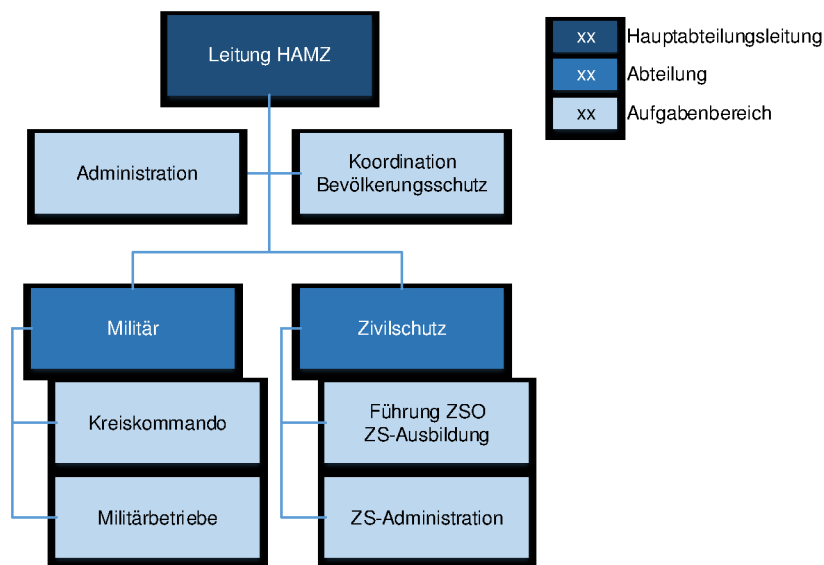 Leitung HAMZ
xx Hauptabteilungsleitung
xx Abteilung
xx Aufgabenbereich
Administration
Koordination
Bevölkerungsschutz
Militär
Zivilschutz
Kreiskommando
Führung ZSO
ZS-Ausbildung
Militärbetriebe
ZS-Administration